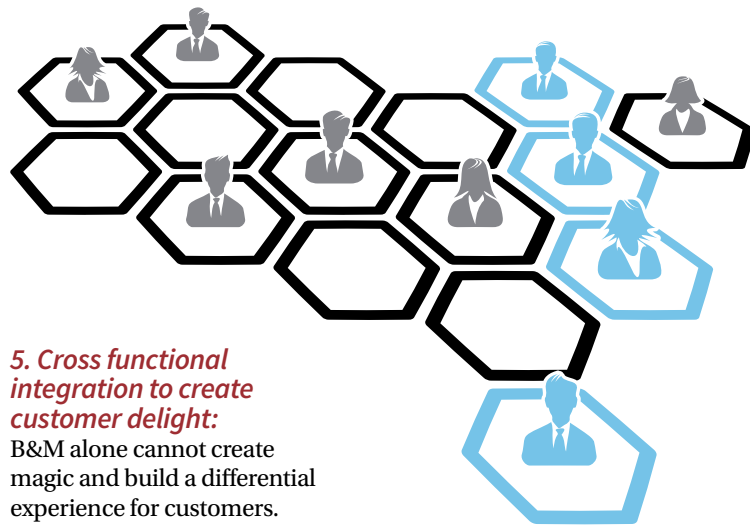 5. Cross functional
integration to create
customer delight:
B&M alone cannot create
magic and build a differential
experience for customers.